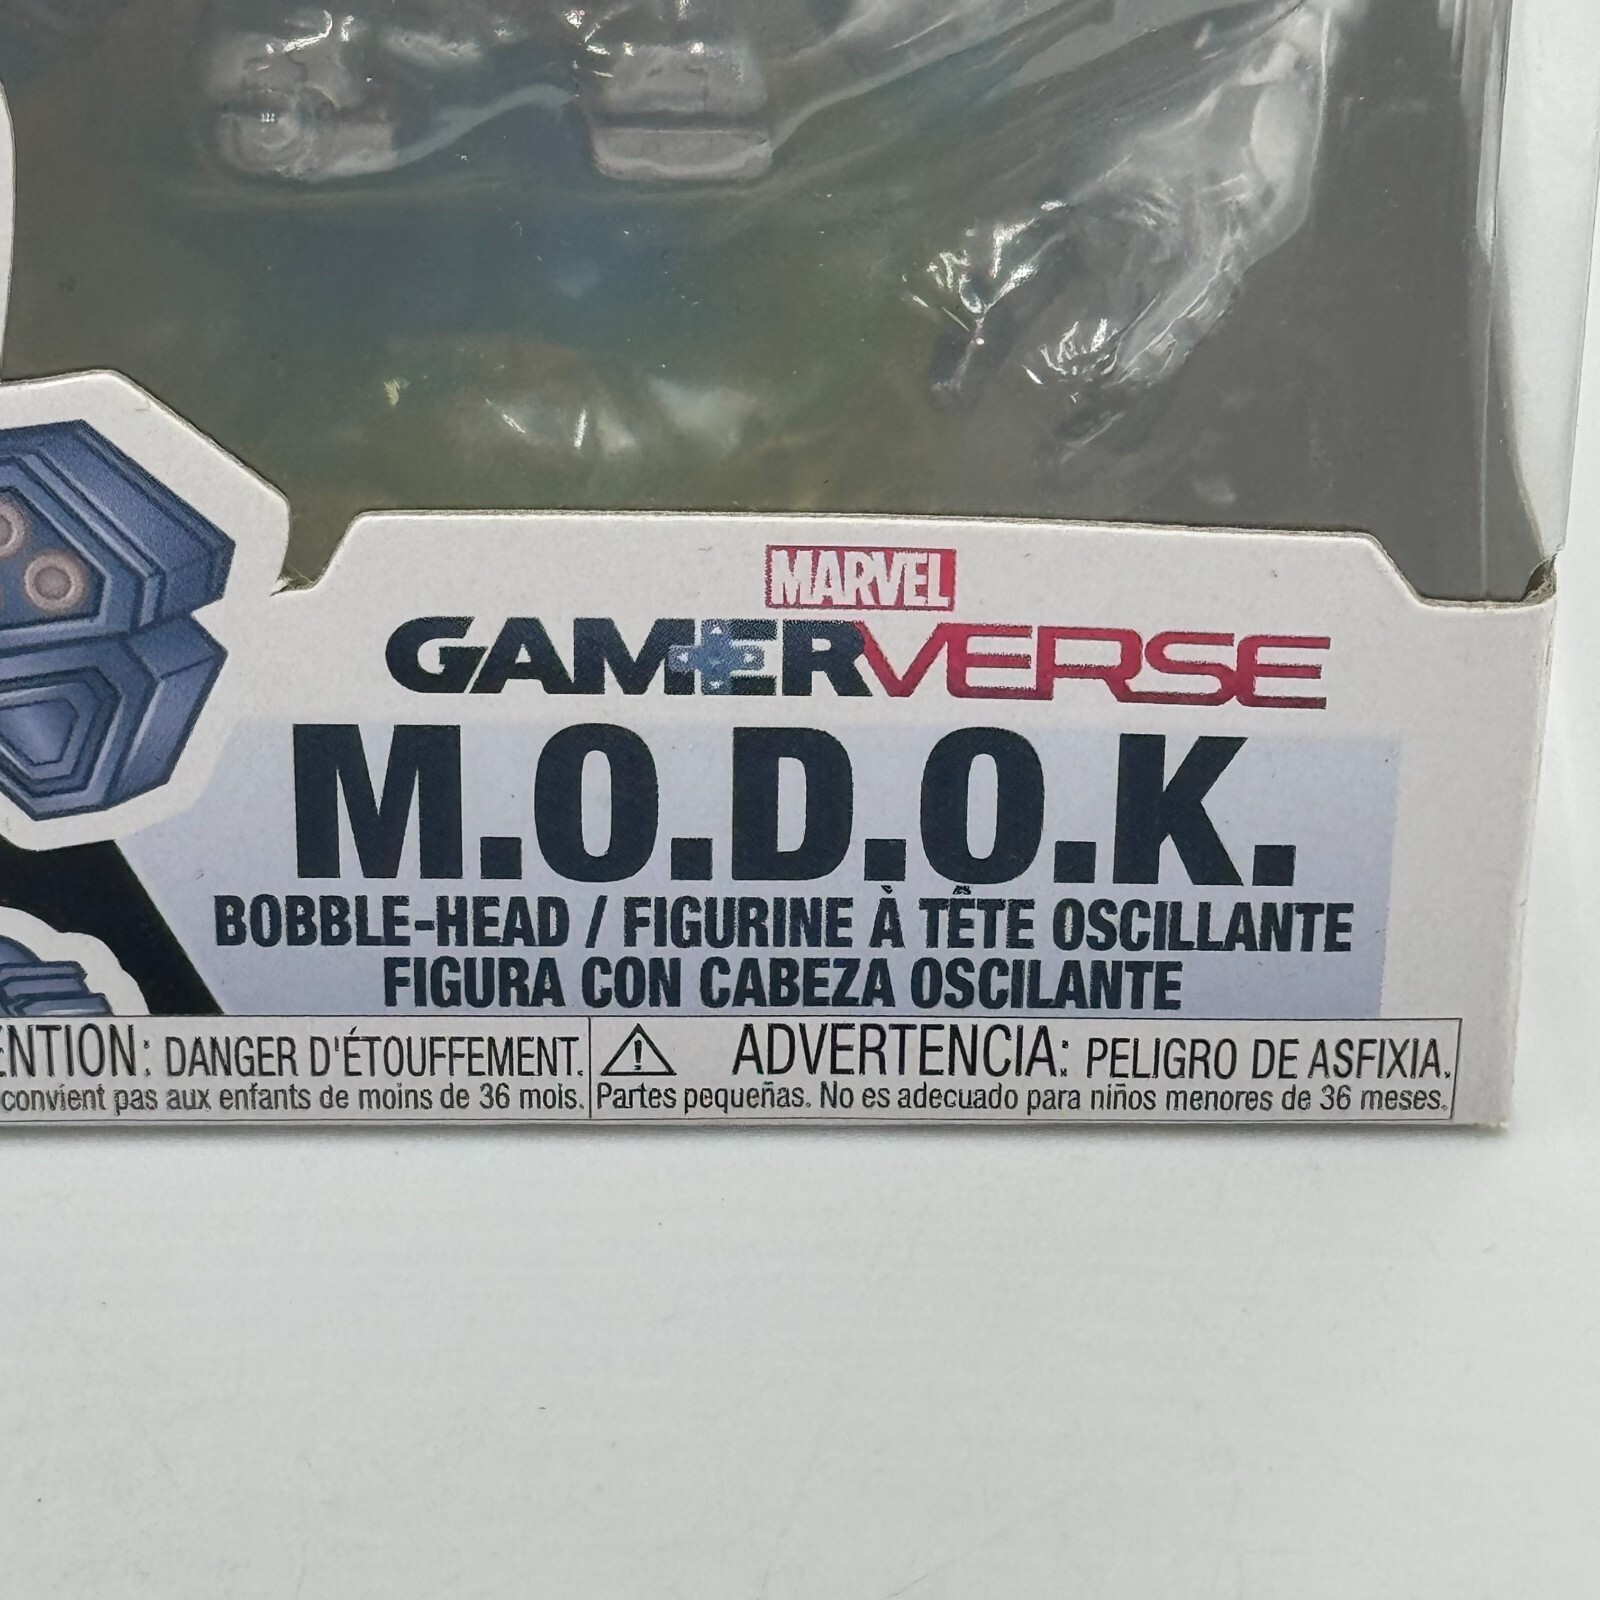 MARVEL
GAMERVERSE
M.O.D.O.K.
BOBBLE-HEAD / FIGURINE À TÊTE OSCILLANTE
FIGURA CON CABEZA OSCILANTE
ENTION: DANGER D'ÉTOUFFEMENT.
convient pas aux enfants de moins de 36 mois.
ADVERTENCIA: PELIGRO DE ASFIXIA.
Partes pequeñas. No es adecuado para niños menores de 36 meses.